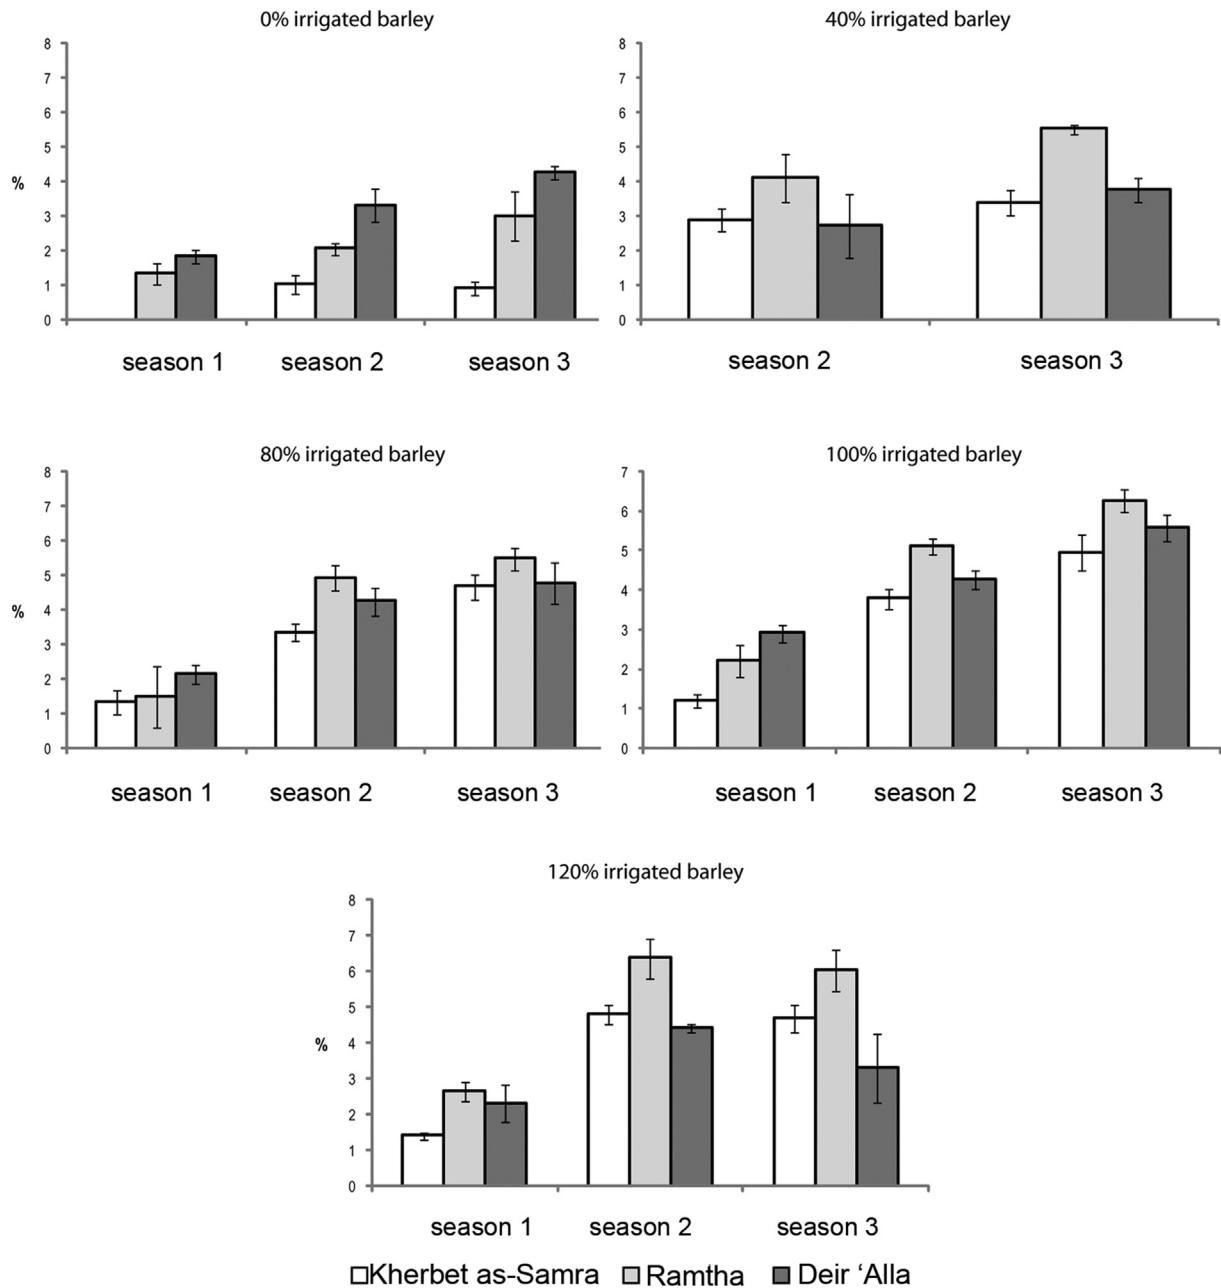 0% irrigated barley
40% irrigated barley
8
7
6
5
4
3
2
1
0
%
season 1
season 2
season 3
8
7
6
5
4
3
2
1
0
season 2
season 3
80% irrigated barley
100% irrigated barley
8
7
6
5
4
3
2
1
0
%
season 1
season 2
season 3
7
6
5
4
3
2
1
0
season 1
season 2
season 3
120% irrigated barley
8
7
6
5
4
3
2
1
0
%
season 1
season 2
season 3
Kherbet as-Samra
Ramtha
Deir ‘Alla